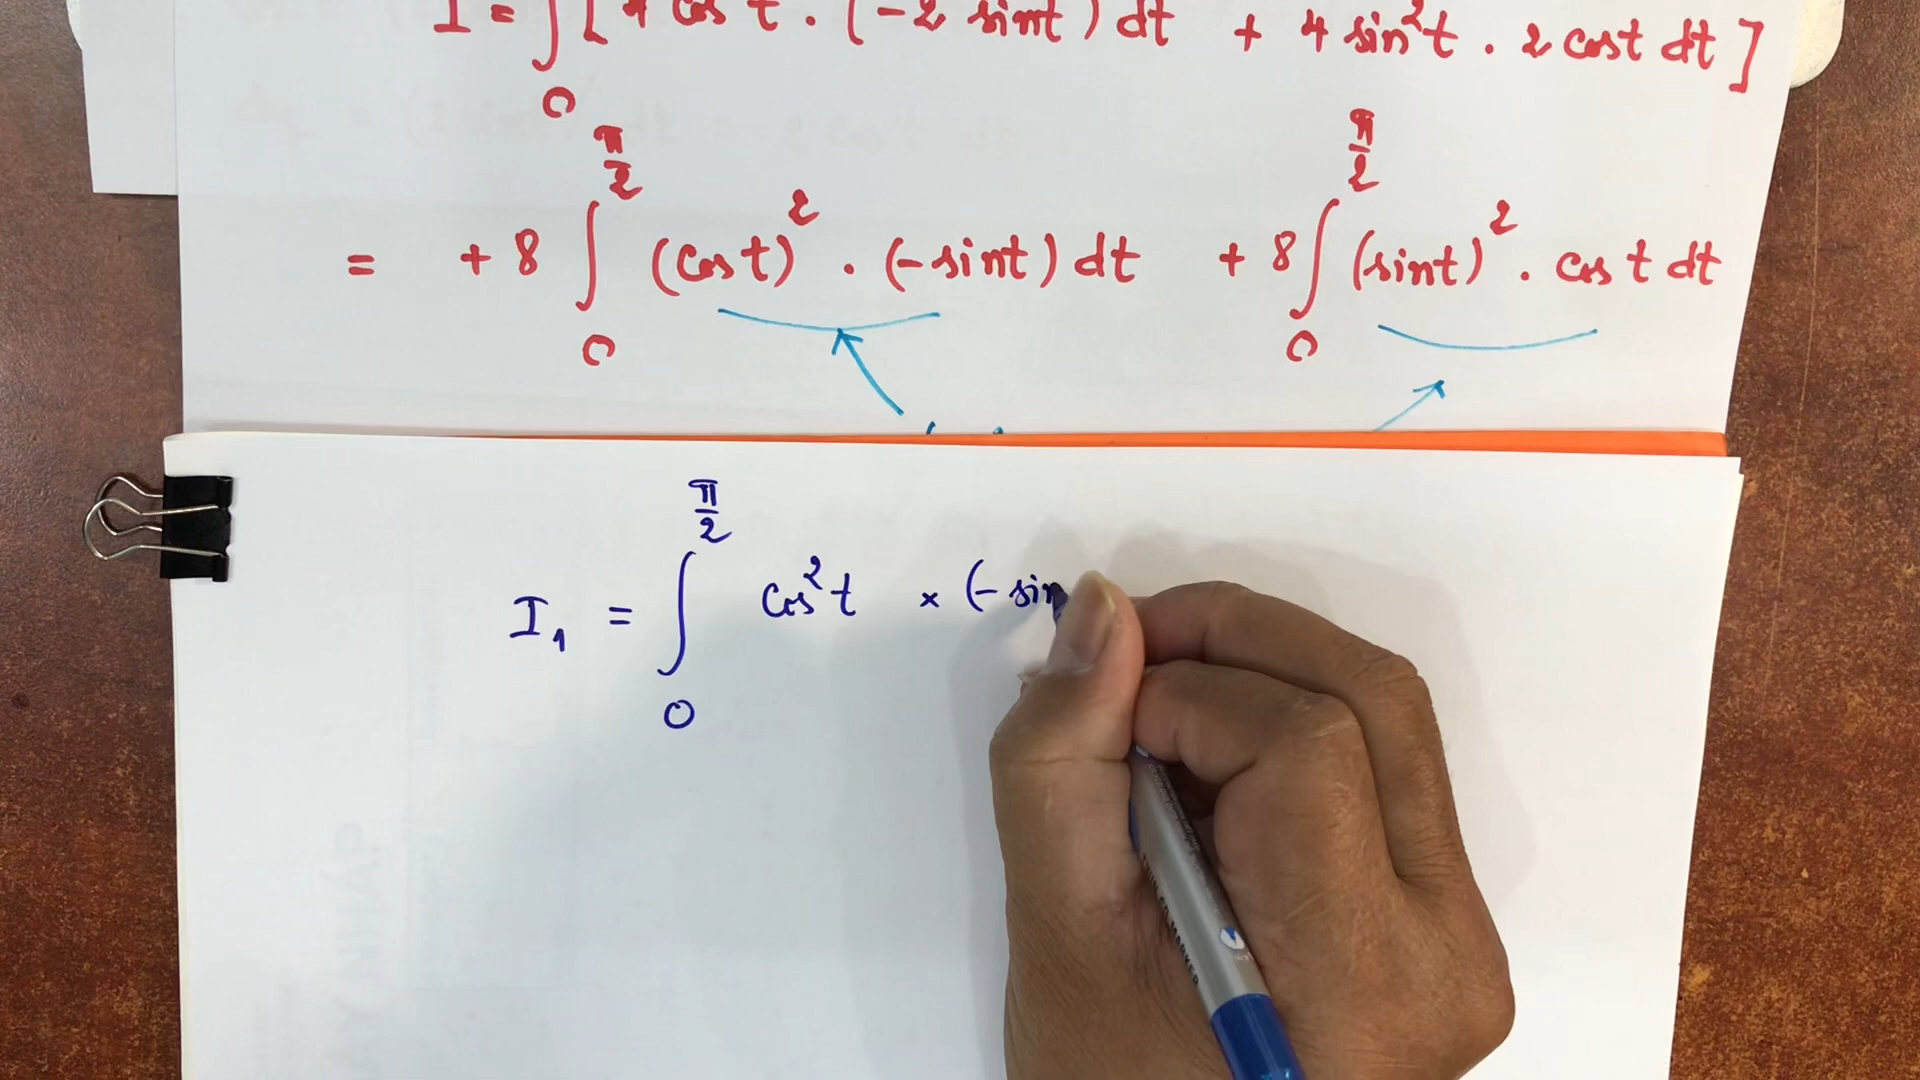 I = ∫₀ [4 cos t . (-2 sint) dt + 4 sin²t . 2 cost dt]
= +8 ∫₀^(π/2) (cos t)² . (-sint) dt + 8 ∫₀^(π/2) (sint)² . cos t dt
I₁ = ∫₀^(π/2) cos²t × (- sin